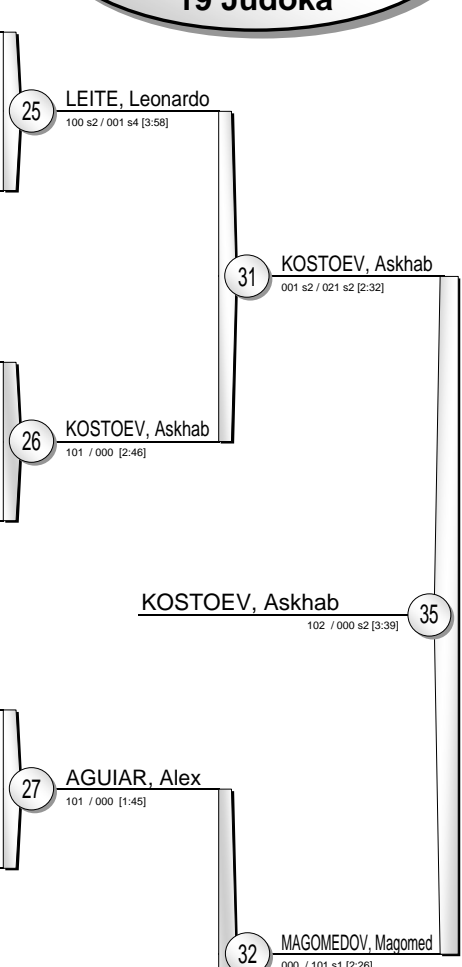 19 Judoka
25
LEITE, Leonardo
100 s2 / 001 s4 [3:58]
31
KOSTOEV, Askhab
001 s2 / 021 s2 [2:32]
26
KOSTOEV, Askhab
101 / 000 [2:46]
KOSTOEV, Askhab
102 / 000 s2 [3:39]
35
27
AGUIAR, Alex
101 / 000 [1:45]
32
MAGOMEDOV, Magomed
000 / 101 s1 [2:26]